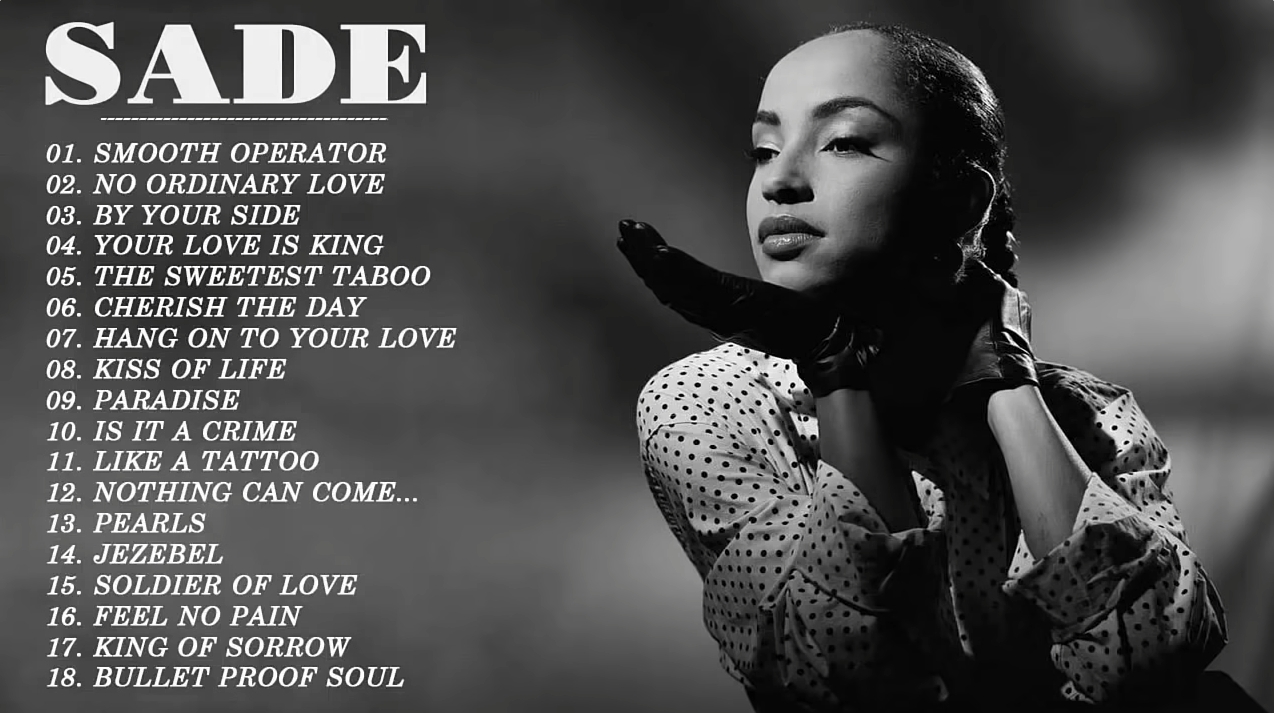 SADE
-------------------------------------
01. SMOOTH OPERATOR
02. NO ORDINARY LOVE
03. BY YOUR SIDE
04. YOUR LOVE IS KING
05. THE SWEETEST TABOO
06. CHERISH THE DAY
07. HANG ON TO YOUR LOVE
08. KISS OF LIFE
09. PARADISE
10. IS IT A CRIME
11. LIKE A TATTOO
12. NOTHING CAN COME...
13. PEARLS
14. JEZEBEL
15. SOLDIER OF LOVE
16. FEEL NO PAIN
17. KING OF SORROW
18. BULLET PROOF SOUL